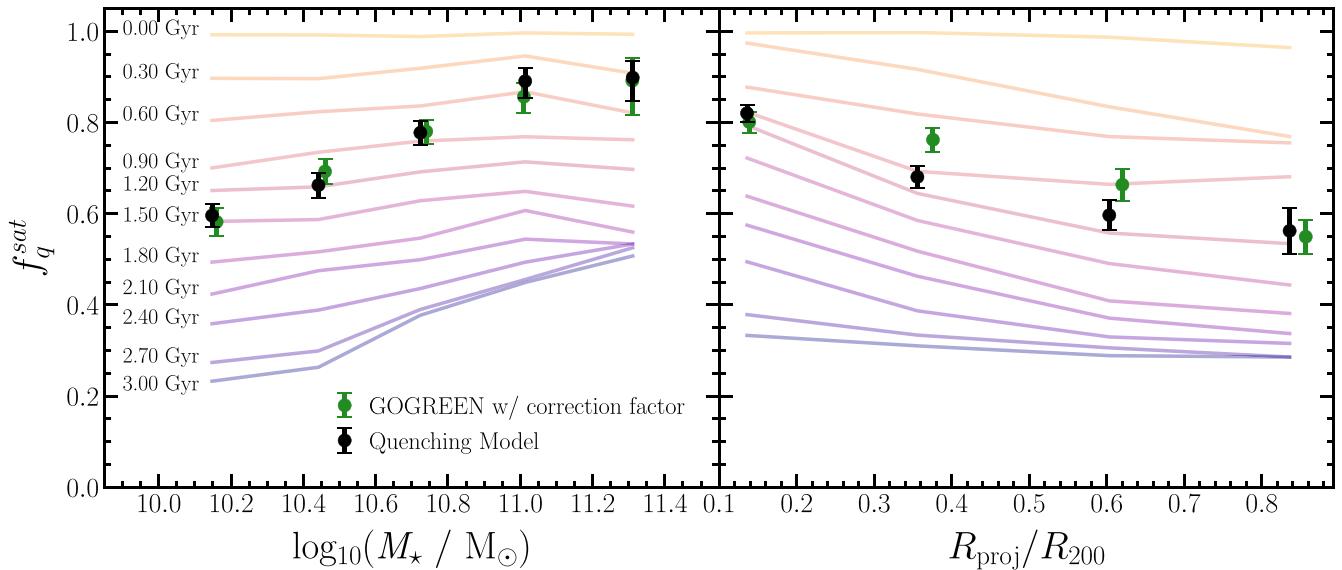 1.0
0.8
0.6
0.4
0.2
0.0
f_q^{sat}
0.00 Gyr
0.30 Gyr
0.60 Gyr
0.90 Gyr
1.20 Gyr
1.50 Gyr
1.80 Gyr
2.10 Gyr
2.40 Gyr
2.70 Gyr
3.00 Gyr
GOGREEN w/ correction factor
Quenching Model
10.0 10.2 10.4 10.6 10.8 11.0 11.2 11.4
log₁₀(M⋆ / M⊙)
0.1 0.2 0.3 0.4 0.5 0.6 0.7 0.8
R_proj/R₂₀₀